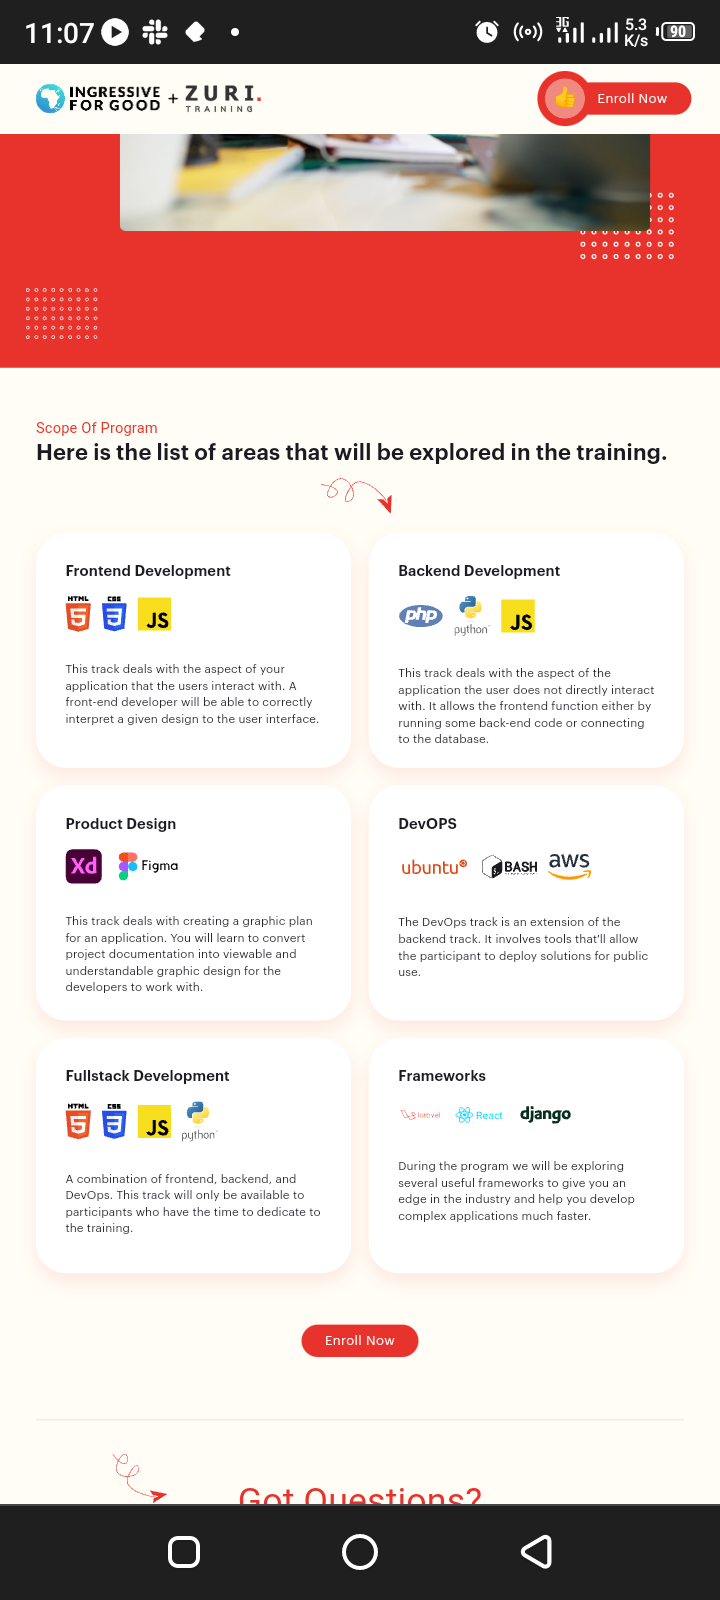 11:07
3G
5.3
K/s
90
INGRESSIVE
FOR GOOD
+
ZURI.
TRAINING
Enroll Now
Scope Of Program
Here is the list of areas that will be explored in the training.
Frontend Development
HTML
5
CSS
3
JS
This track deals with the aspect of your
application that the users interact with. A
front-end developer will be able to correctly
interpret a given design to the user interface.
Backend Development
php
python
JS
This track deals with the aspect of the
application the user does not directly interact
with. It allows the frontend function either by
running some back-end code or connecting
to the database.
Product Design
Xd
Figma
This track deals with creating a graphic plan
for an application. You will learn to convert
project documentation into viewable and
understandable graphic design for the
developers to work with.
DevOPS
ubuntu
$
BASH
aws
The DevOps track is an extension of the
backend track. It involves tools that'll allow
the participant to deploy solutions for public
use.
Fullstack Development
HTML
5
CSS
3
JS
python
A combination of frontend, backend, and
DevOps. This track will only be available to
participants who have the time to dedicate to
the training.
Frameworks
laravel
React
django
During the program we will be exploring
several useful frameworks to give you an
edge in the industry and help you develop
complex applications much faster.
Enroll Now
Got Questions?